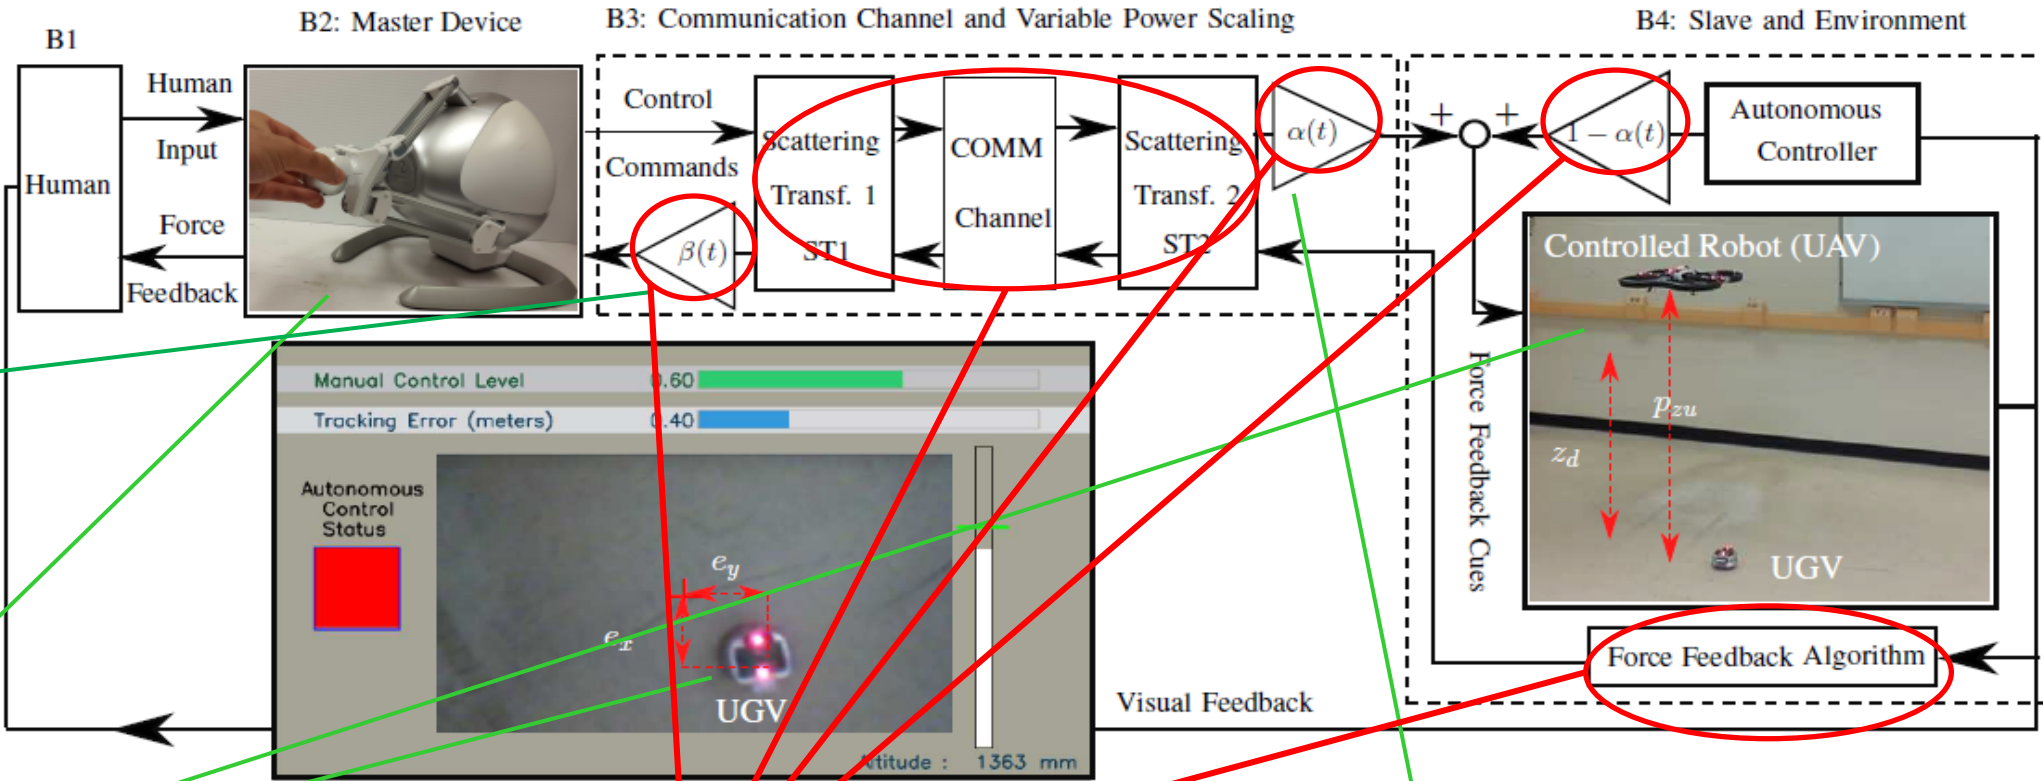 B1
B2: Master Device
B3: Communication Channel and Variable Power Scaling
B4: Slave and Environment
Human
Human
Input
Force
Feedback
Control
Commands
β(t)
Scattering
Transf. 1
ST1
COMM
Channel
Scattering
Transf. 2
ST2
α(t)
+
+
1 − α(t)
Autonomous
Controller
Force Feedback Cues
Controlled Robot (UAV)
p_zu
z_d
UGV
Force Feedback Algorithm
Visual Feedback
Manual Control Level 0.60
Tracking Error (meters) 0.40
Autonomous
Control
Status
e_y
e_x
UGV
Altitude : 1363 mm